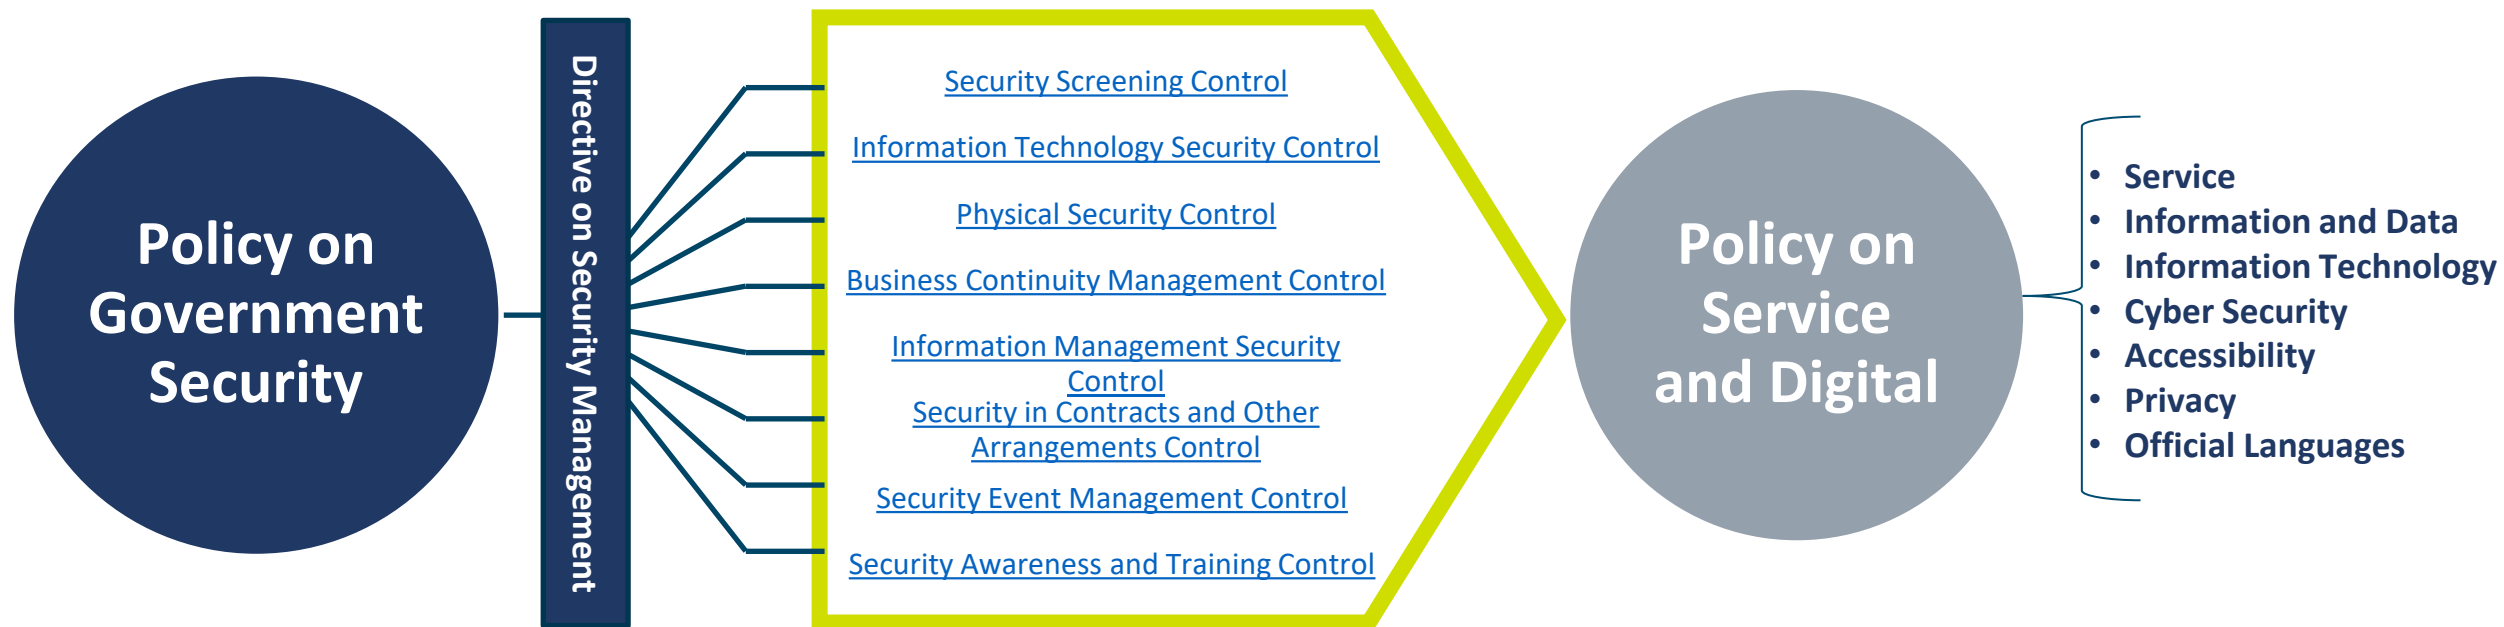 Policy on
Government
Security
Directive on Security Management
Security Screening Control
Information Technology Security Control
Physical Security Control
Business Continuity Management Control
Information Management Security
Control
Security in Contracts and Other
Arrangements Control
Security Event Management Control
Security Awareness and Training Control
Policy on
Service
and Digital
• Service
• Information and Data
• Information Technology
• Cyber Security
• Accessibility
• Privacy
• Official Languages